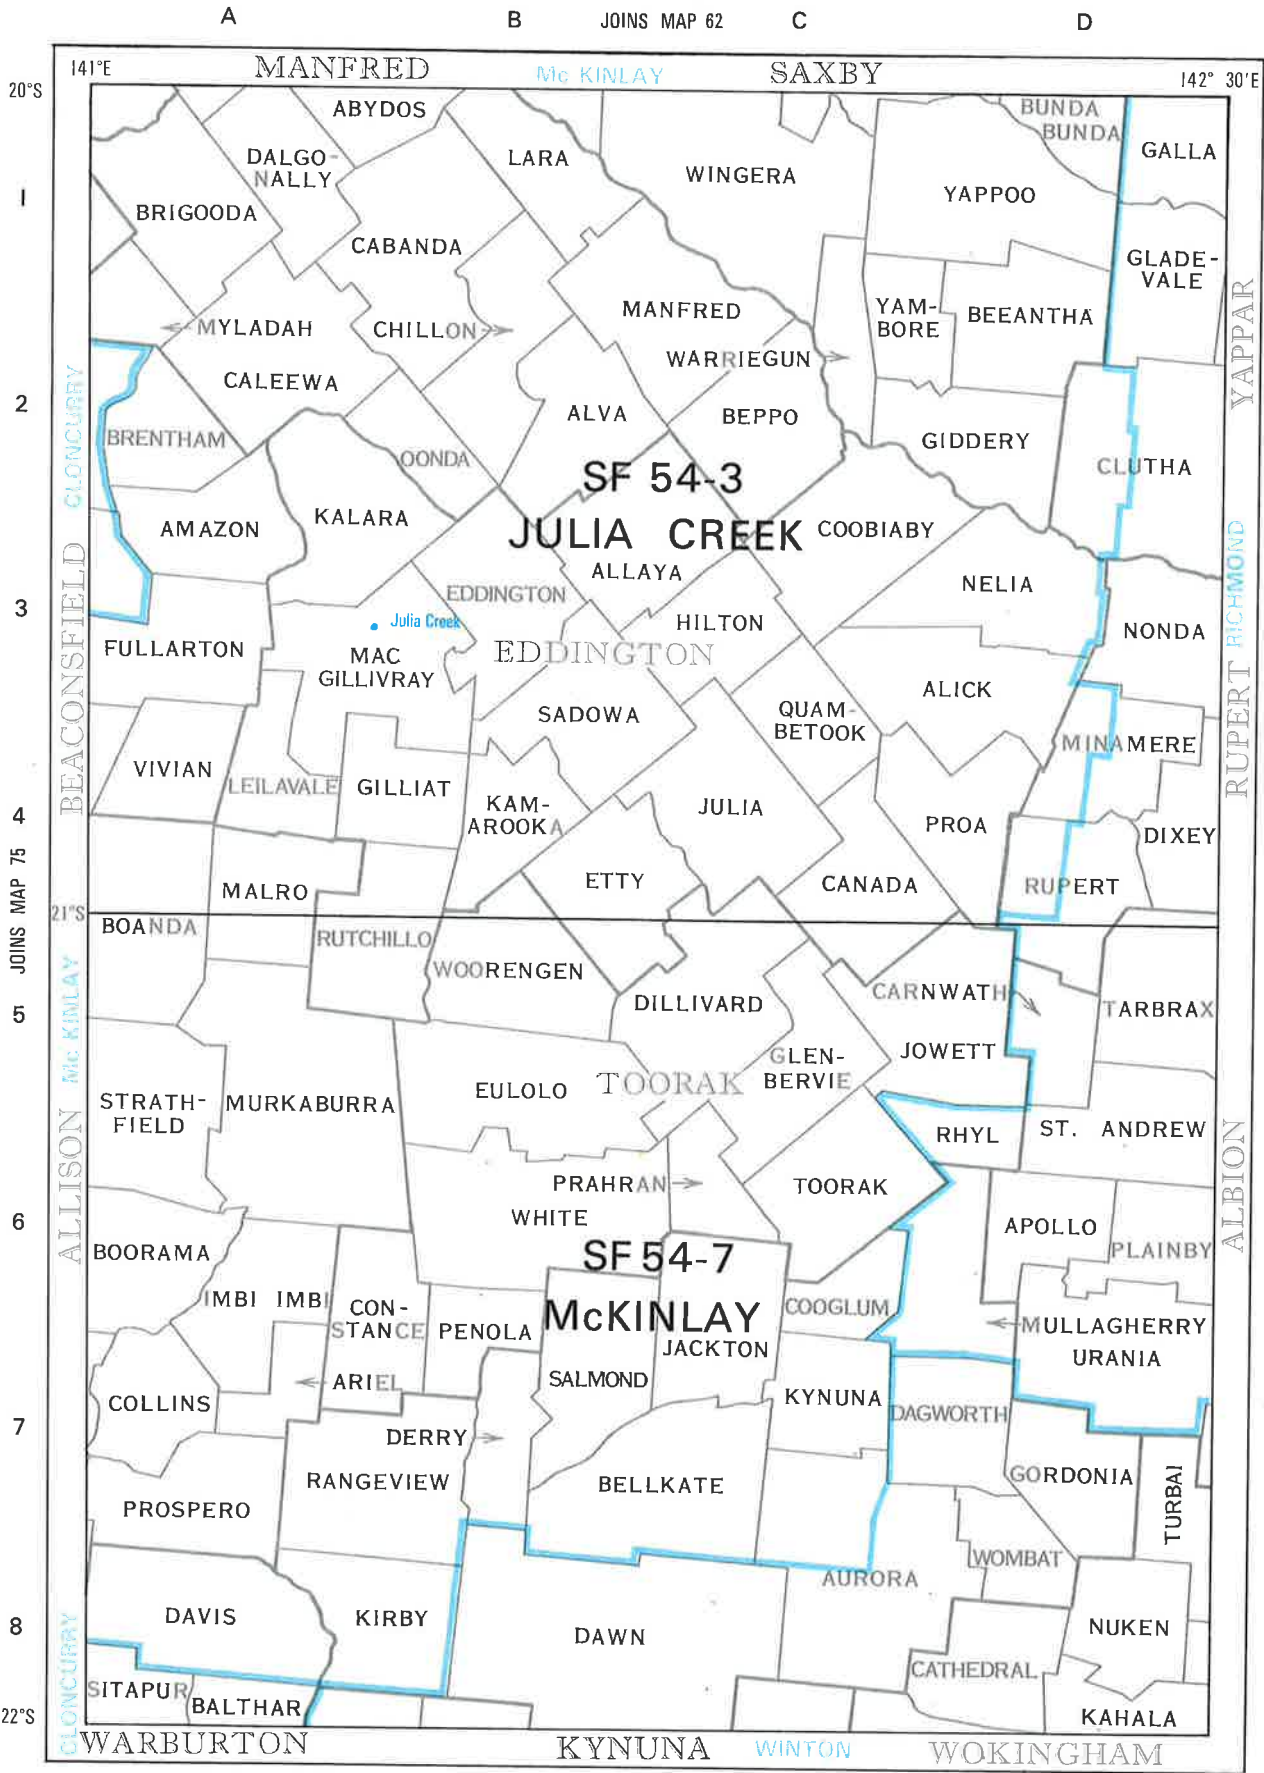 A B JOINS MAP 62 C D
141°E MANFRED Mc KINLAY SAXBY 142° 30'E
20°S
ABYDOS
BUNDA
BUNDA
DALGO-
NALLY
LARA
WINGERA
GALLA
1
YAPPOO
BRIGOODA
CABANDA
GLADE-
VALE
YAPPAR
MYLADAH
CHILLON
MANFRED
YAM-
BORE
BEEANTHA
WARRIEGUN
CALEEWA
CLONCURRY
2
ALVA
BEPPO
BRENTHAM
GIDDERY
OONDA
CLUTHA
SF 54-3
JULIA CREEK
AMAZON
KALARA
COOBIABY
ALLAYA
NELIA
BEACONSFIELD
RICHMOND
3
EDDINGTON
Julia Creek
HILTON
NONDA
FULLARTON
MAC
GILLIVRAY
EDDINGTON
ALICK
RUPERT
SADOWA
QUAM-
BETOOK
MINAMERE
VIVIAN
LEILAVALE
GILLIAT
KAM-
AROOKA
JULIA
4
PROA
DIXEY
JOINS MAP 75
MALRO
ETTY
CANADA
RUPERT
21°S
BOANDA
RUTCHILLO
WOORENGEN
Mc KINLAY
DILLIVARD
CARNWATH
TARBRAX
5
GLEN-
BERVIE
JOWETT
EULOLO
TOORAK
STRATH-
FIELD
MURKABURRA
RHYL
ST. ANDREW
ALLISON
ALBION
PRAHRAN
TOORAK
WHITE
6
APOLLO
PLAINBY
BOORAMA
SF 54-7
McKINLAY
IMBI IMBI
CON-
STANCE
PENOLA
COOGLUM
MULLAGHERRY
URANIA
JACKTON
ARIEL
SALMOND
COLLINS
KYNUNA
DAGWORTH
7
DERRY
RANGEVIEW
BELLKATE
GORDONIA
TURBAI
PROSPERO
WOMBAT
AURORA
DAVIS
KIRBY
DAWN
NUKEN
8
CLONCURRY
CATHEDRAL
SITAPUR
BALTHAR
KAHALA
22°S
WARBURTON KYNUNA WINTON WOKINGHAM